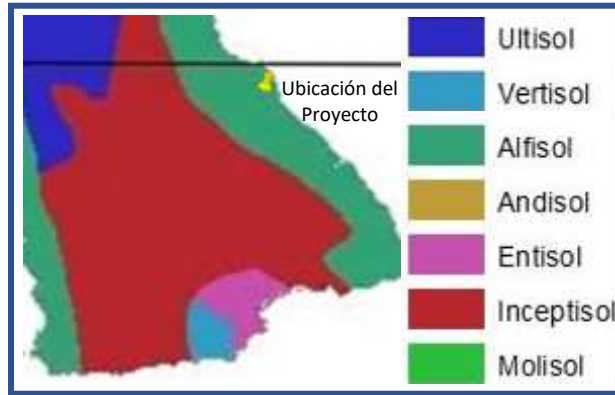 Ubicación del
Proyecto
Ultisol
Vertisol
Alfisol
Andisol
Entisol
Inceptisol
Molisol